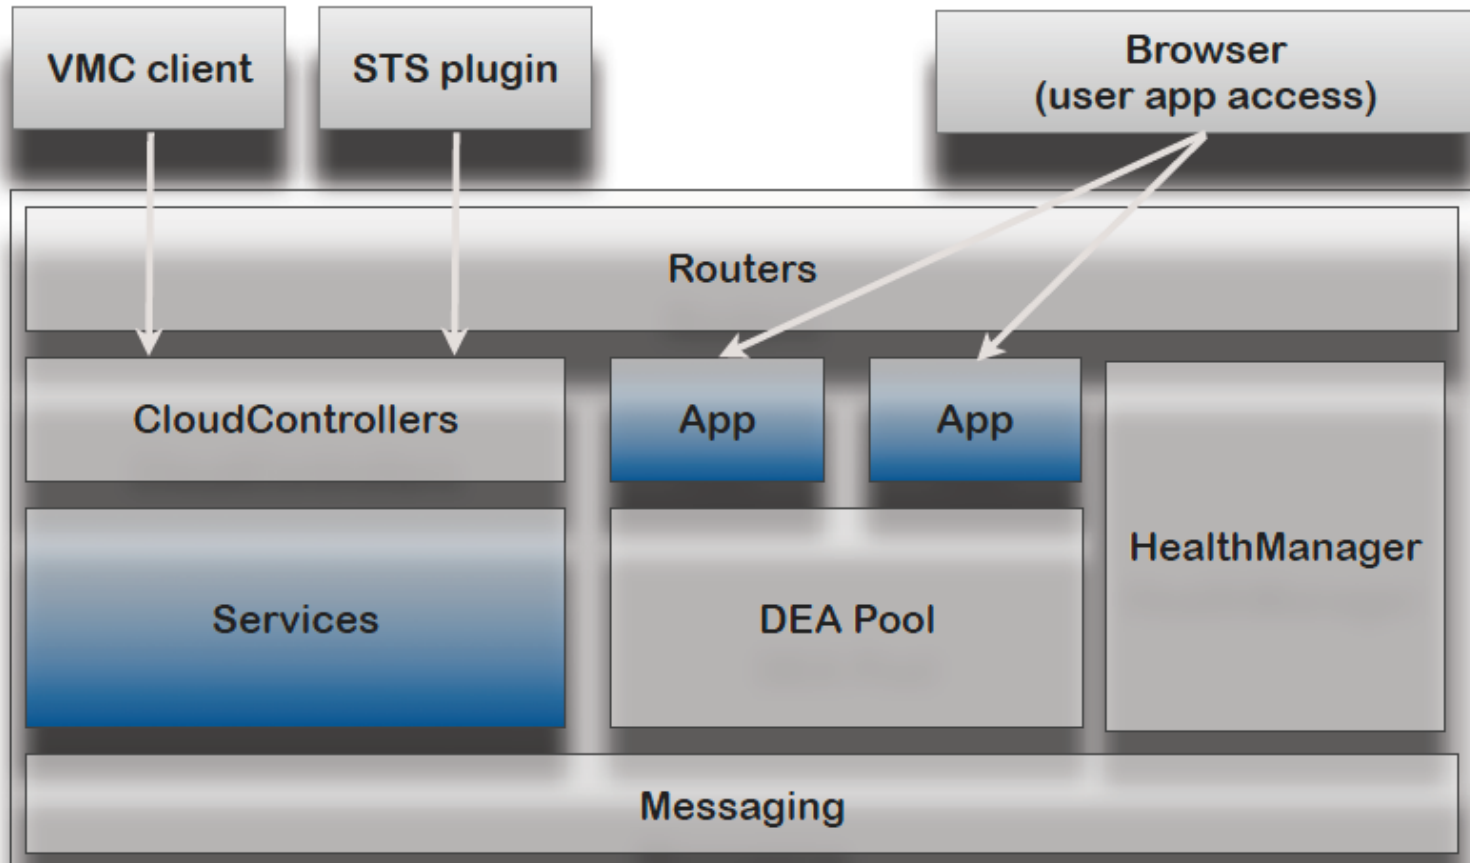 VMC client
STS plugin
Browser
(user app access)
Routers
CloudControllers
App
App
HealthManager
Services
DEA Pool
Messaging